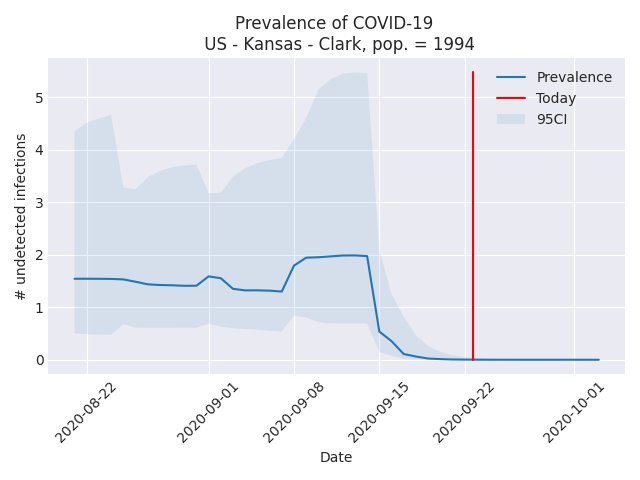 Prevalence of COVID-19
US - Kansas - Clark, pop. = 1994
# undetected infections
5
4
3
2
1
0
Prevalence
Today
95CI
2020-08-22
2020-09-01
2020-09-08
2020-09-15
2020-09-22
2020-10-01
Date